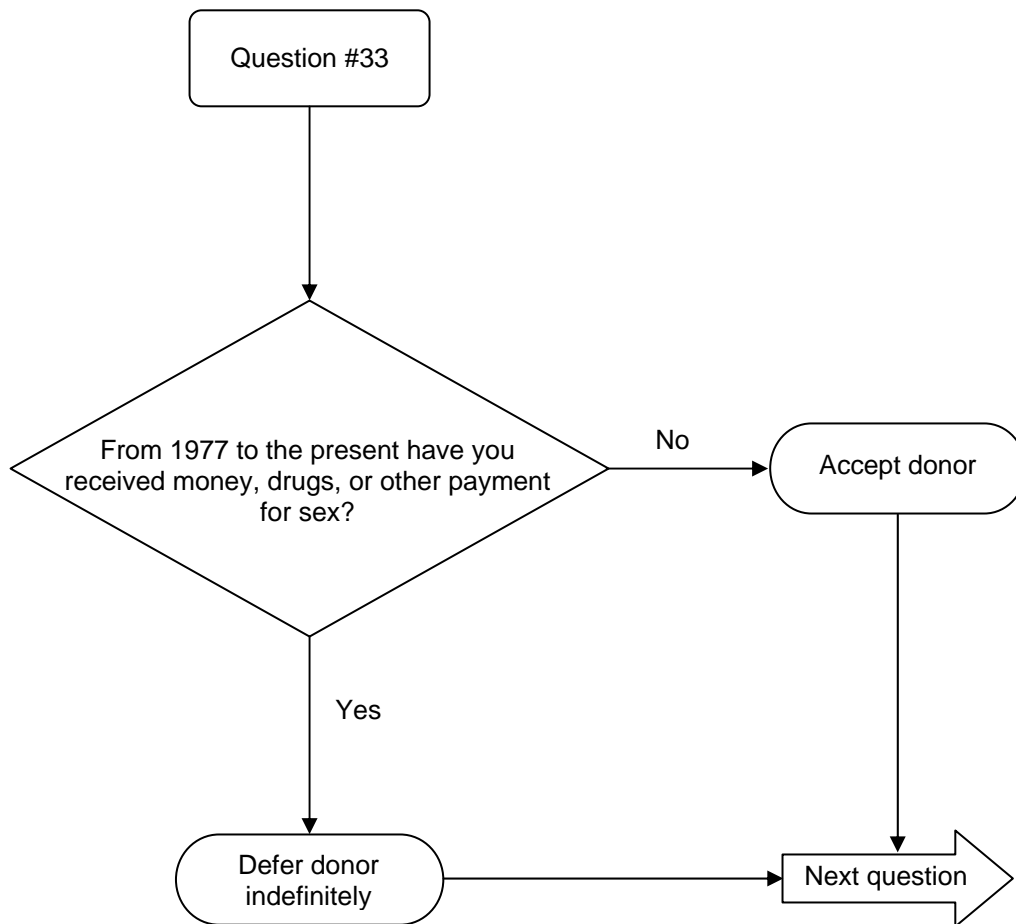 Question #33
From 1977 to the present have you
received money, drugs, or other payment
for sex?
No
Accept donor
Yes
Defer donor
indefinitely
Next question